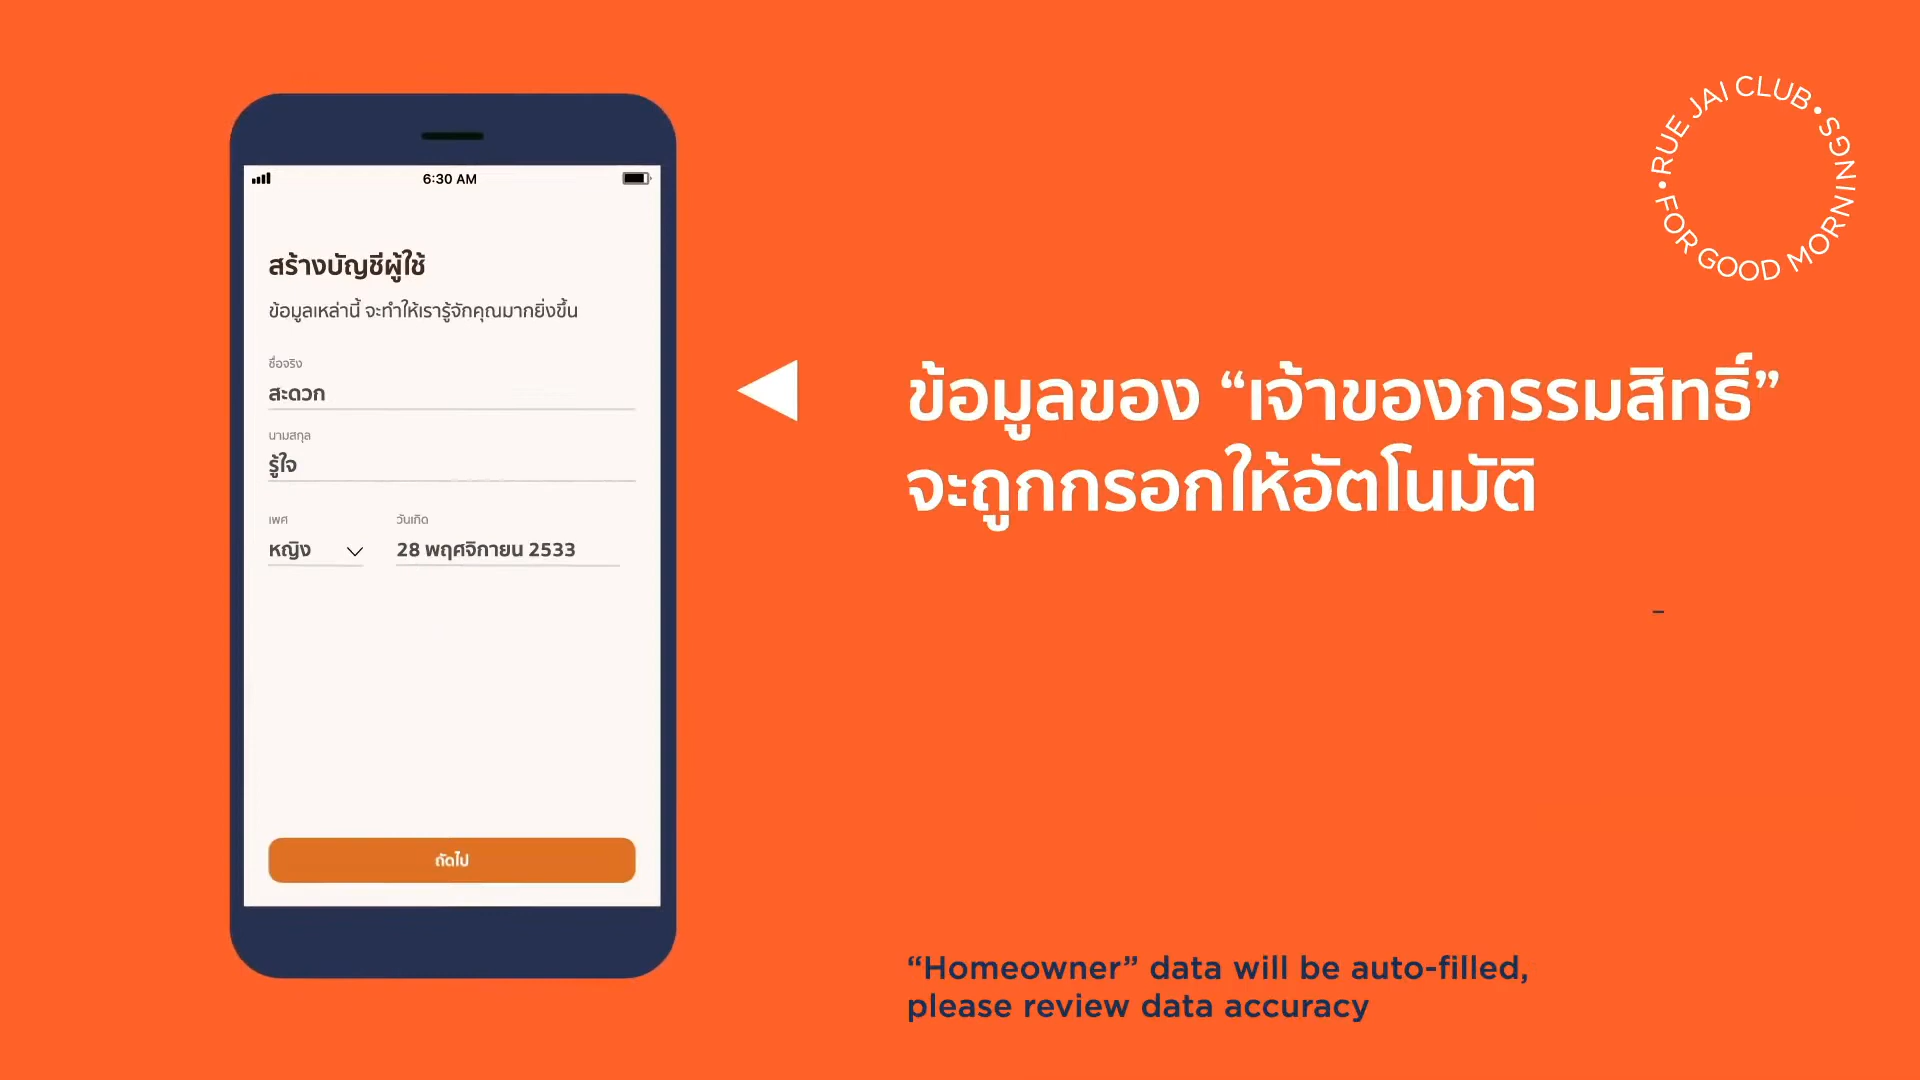 6:30 AM
สร้างบัญชีผู้ใช้
ข้อมูลเหล่านี้ จะทำให้เรารู้จักคุณมากยิ่งขึ้น
ชื่อจริง
สะดวก
นามสกุล
รู้ใจ
เพศ
วันเกิด
หญิง
28 พฤศจิกายน 2533
ถัดไป
• RUE JAI CLUB • FOR GOOD MORNINGS
ข้อมูลของ “เจ้าของกรรมสิทธิ์”
จะถูกกรอกให้อัตโนมัติ
“Homeowner” data will be auto-filled,
please review data accuracy